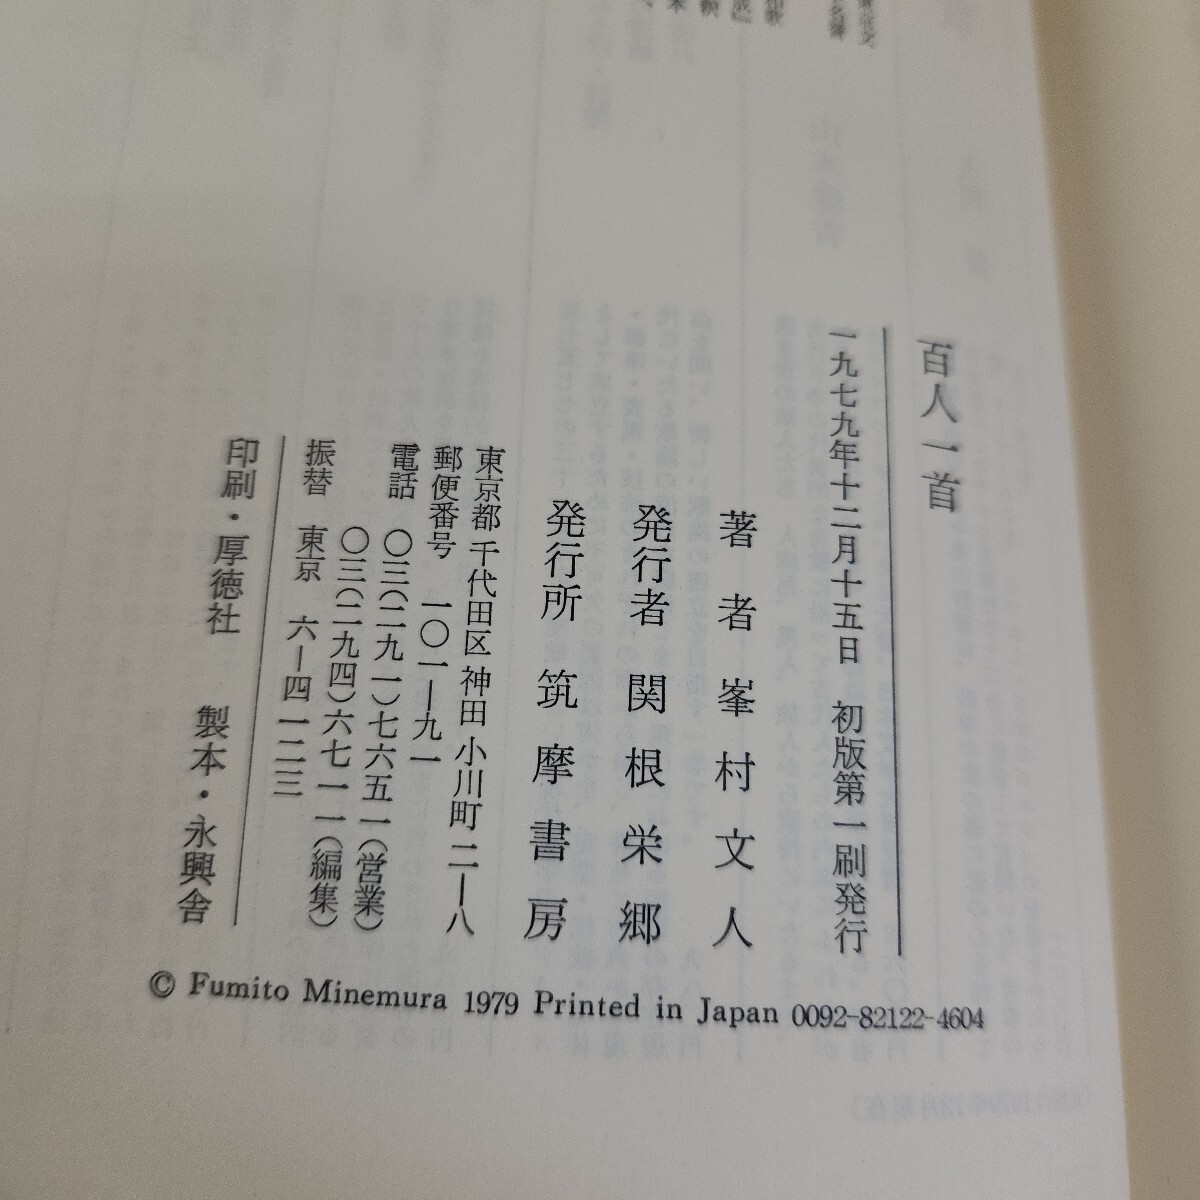 百人一首
一九七九年十二月十五日　初版第一刷発行
著者　峯村文人
発行者　関根栄郷
発行所　筑摩書房
東京都千代田区神田小川町二―八
郵便番号　一〇一―九一
電話　〇三(二九一)七六五一(営業)
〇三(二九四)六七一一(編集)
振替　東京　六―四一二三
印刷・厚徳社　製本・永興舎
© Fumito Minemura 1979 Printed in Japan 0092-82122-4604